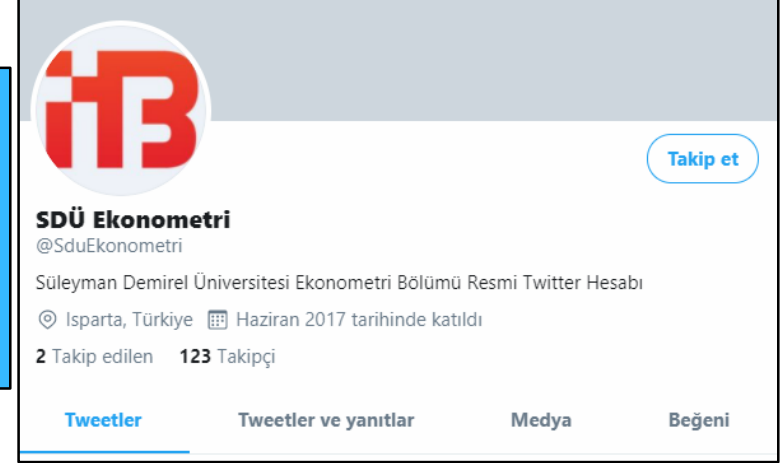 iTB
Takip et
SDÜ Ekonometri
@SduEkonometri
Süleyman Demirel Üniversitesi Ekonometri Bölümü Resmi Twitter Hesabı
Isparta, Türkiye Haziran 2017 tarihinde katıldı
2 Takip edilen 123 Takipçi
Tweetler Tweetler ve yanıtlar Medya Beğeni